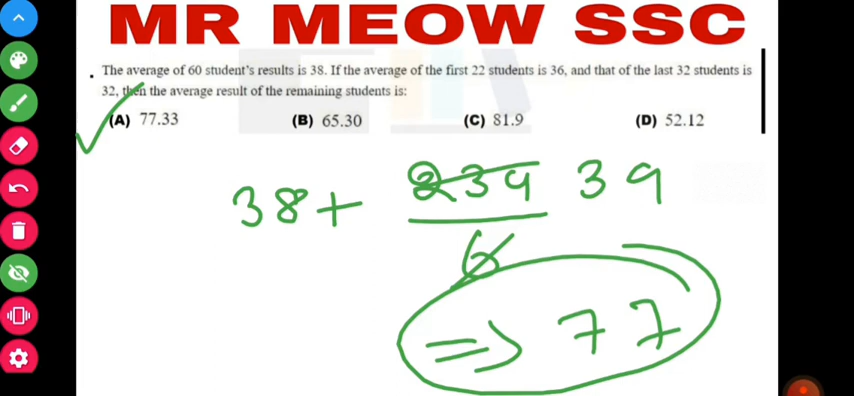 MR MEOW SSC
. The average of 60 student's results is 38. If the average of the first 22 students is 36, and that of the last 32 students is
32, then the average result of the remaining students is:
(A) 77.33 (B) 65.30 (C) 81.9 (D) 52.12
38 + 234 39
6
=> 77